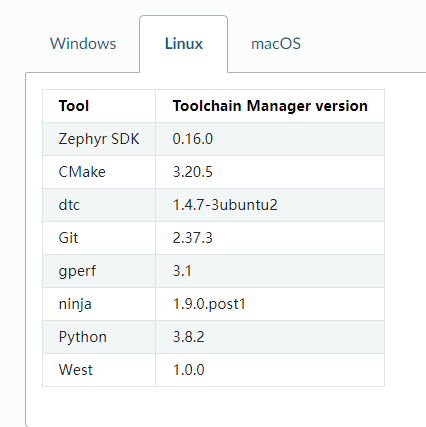 Windows Linux macOS
Tool Toolchain Manager version
Zephyr SDK 0.16.0
CMake 3.20.5
dtc 1.4.7-3ubuntu2
Git 2.37.3
gperf 3.1
ninja 1.9.0.post1
Python 3.8.2
West 1.0.0